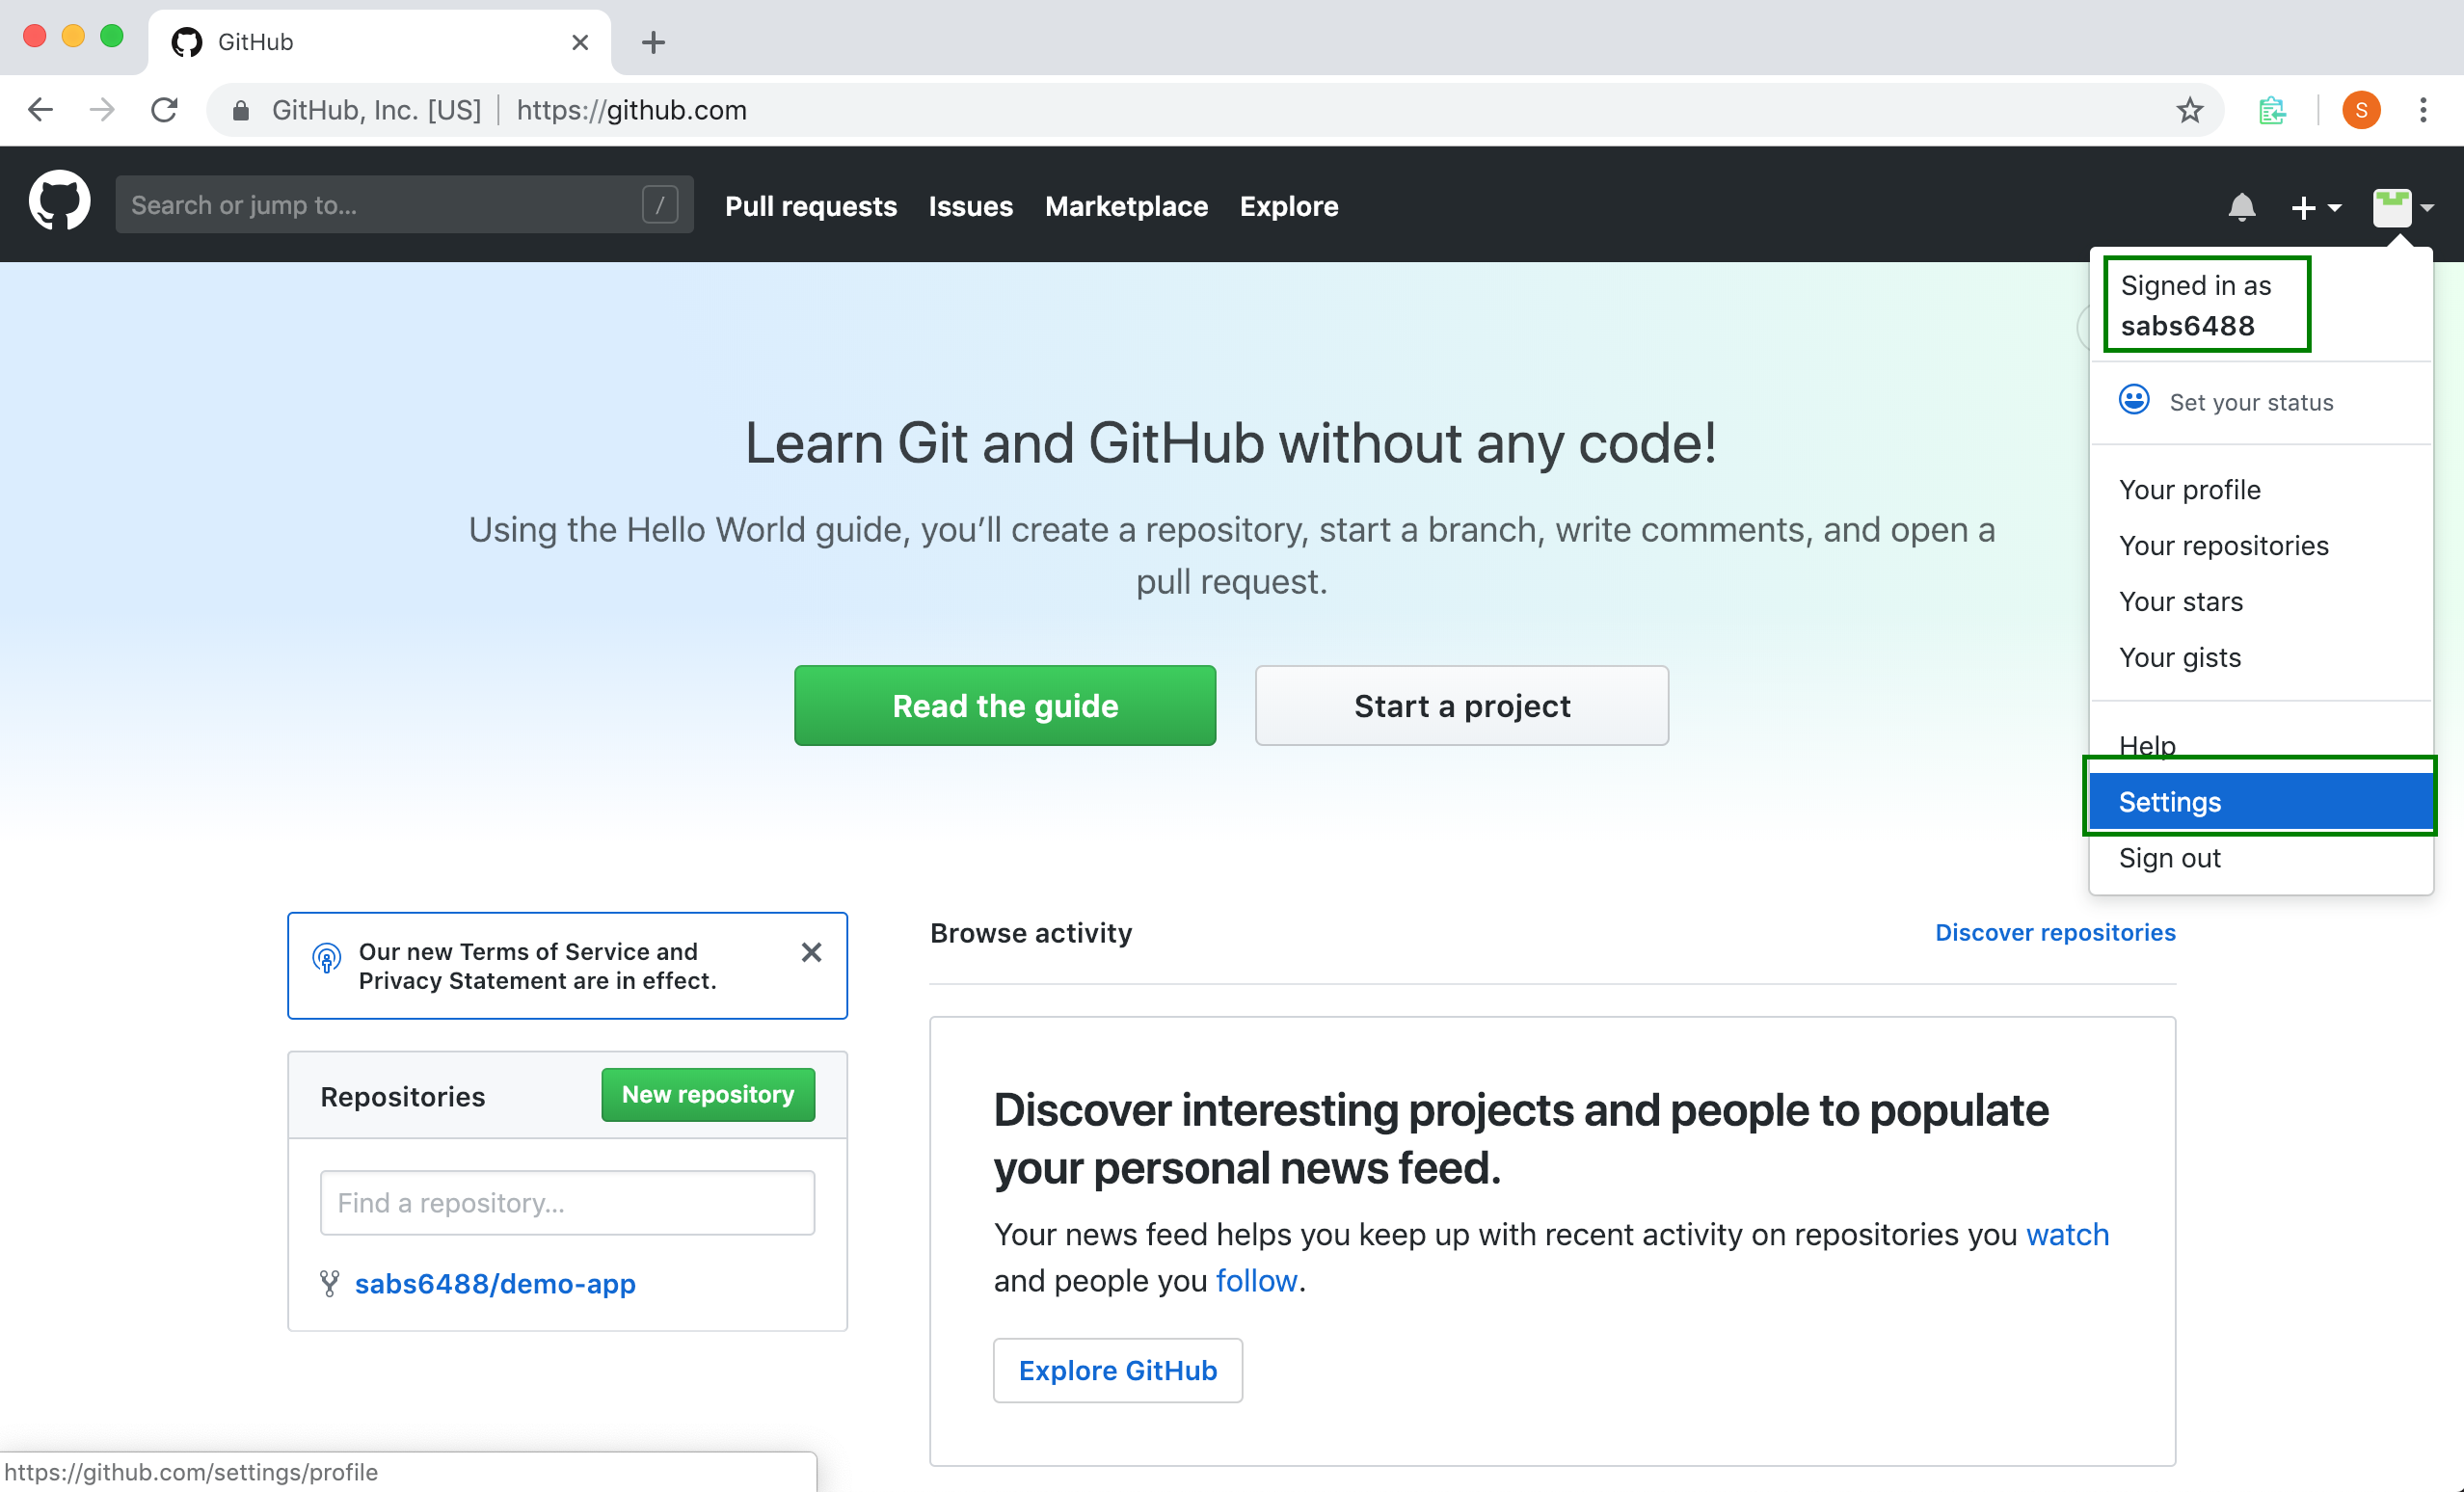 GitHub
GitHub, Inc. [US] https://github.com
S
Search or jump to... /
Pull requests Issues Marketplace Explore
Signed in as
sabs6488
Set your status
Your profile
Your repositories
Your stars
Your gists
Help
Settings
Sign out
Learn Git and GitHub without any code!
Using the Hello World guide, you’ll create a repository, start a branch, write comments, and open a
pull request.
Read the guide Start a project
Our new Terms of Service and
Privacy Statement are in effect.
Repositories New repository
Find a repository...
sabs6488/demo-app
Browse activity Discover repositories
Discover interesting projects and people to populate
your personal news feed.
Your news feed helps you keep up with recent activity on repositories you watch
and people you follow.
Explore GitHub
https://github.com/settings/profile